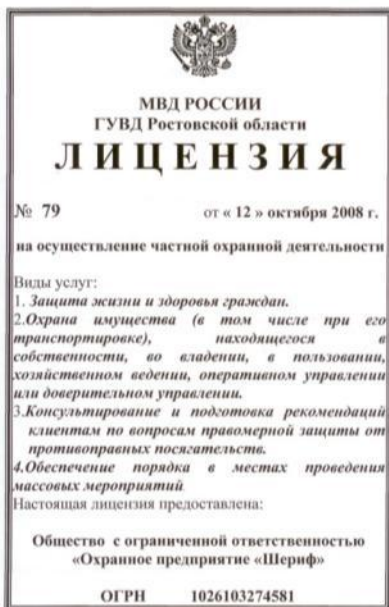 МВД РОССИИ
ГУВД Ростовской области
ЛИЦЕНЗИЯ
№ 79 от « 12 » октября 2008 г.
на осуществление частной охранной деятельности
Виды услуг:
1. Защита жизни и здоровья граждан.
2.Охрана имущества (в том числе при его
транспортировке), находящегося в
собственности, во владении, в пользовании,
хозяйственном ведении, оперативном управлении
или доверительном управлении.
3.Консультирование и подготовка рекомендаций
клиентам по вопросам правомерной защиты от
противоправных посягательств.
4.Обеспечение порядка в местах проведения
массовых мероприятий
Настоящая лицензия предоставлена:
Общество с ограниченной ответственностью
«Охранное предприятие «Шериф»
ОГРН 1026103274581